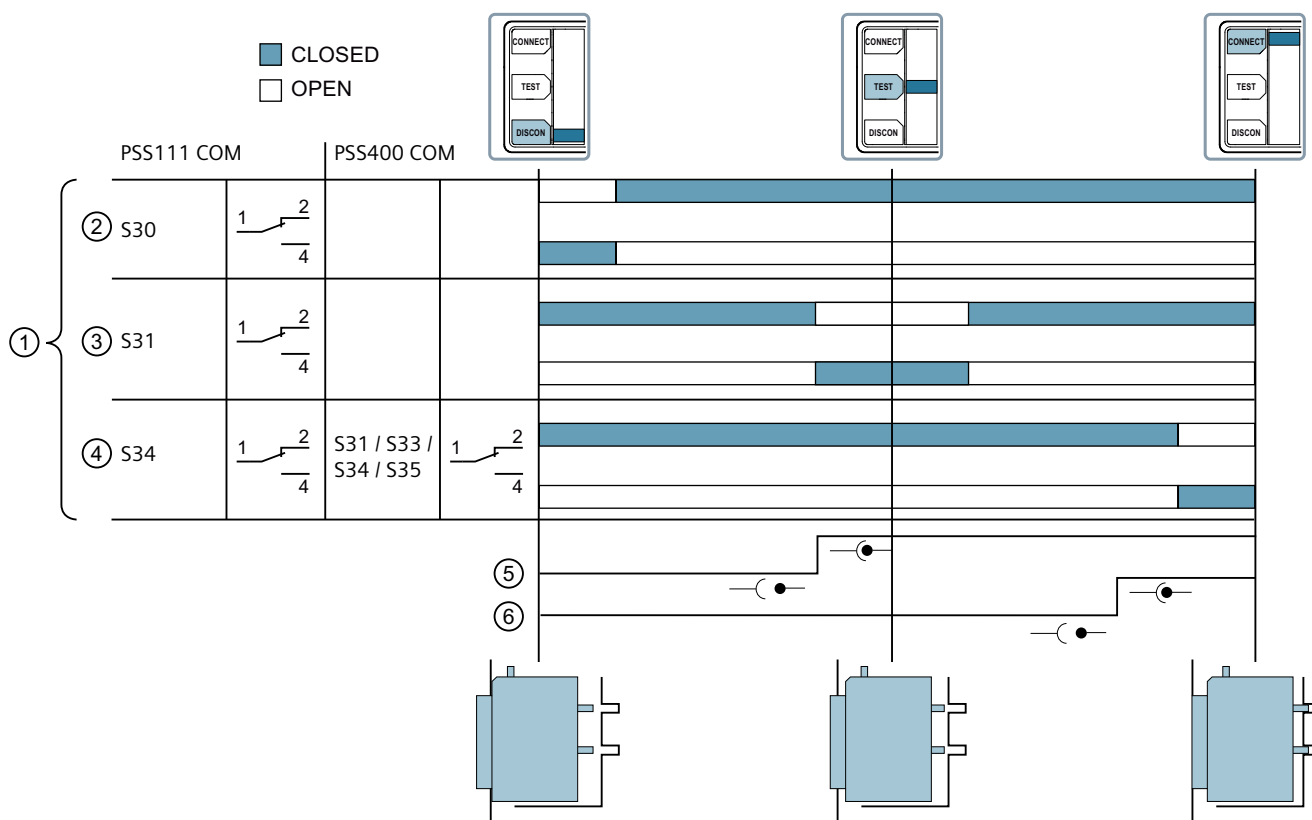 CLOSED
OPEN
CONNECT
TEST
DISCON
CONNECT
TEST
DISCON
CONNECT
TEST
DISCON
PSS111 COM
PSS400 COM
1
2
S30
1
2
4
3
S31
1
2
4
4
S34
1
2
4
S31 / S33 /
S34 / S35
1
2
4
5
6